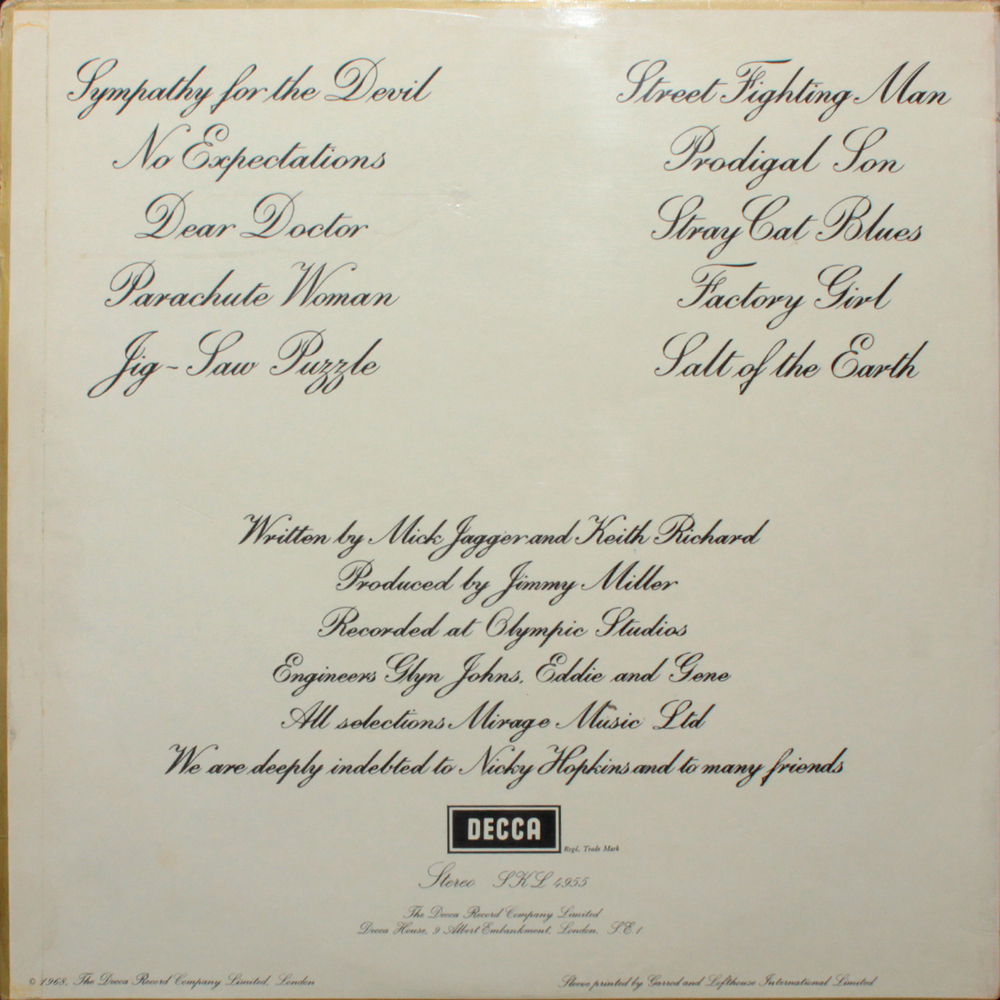 Sympathy for the Devil
No Expectations
Dear Doctor
Parachute Woman
Jig-Saw Puzzle
Street Fighting Man
Prodigal Son
Stray Cat Blues
Factory Girl
Salt of the Earth
Written by Mick Jagger and Keith Richard
Produced by Jimmy Miller
Recorded at Olympic Studios
Engineers Glyn Johns, Eddie and Gene
All selections Mirage Music Ltd
We are deeply indebted to Nicky Hopkins and to many friends
DECCA
Regd. Trade Mark
Stereo SKL 4955
The Decca Record Company Limited
Decca House, 9 Albert Embankment, London, S.E.1
© 1968, The Decca Record Company Limited, London
Sleeve printed by Garrod and Lofthouse International Limited